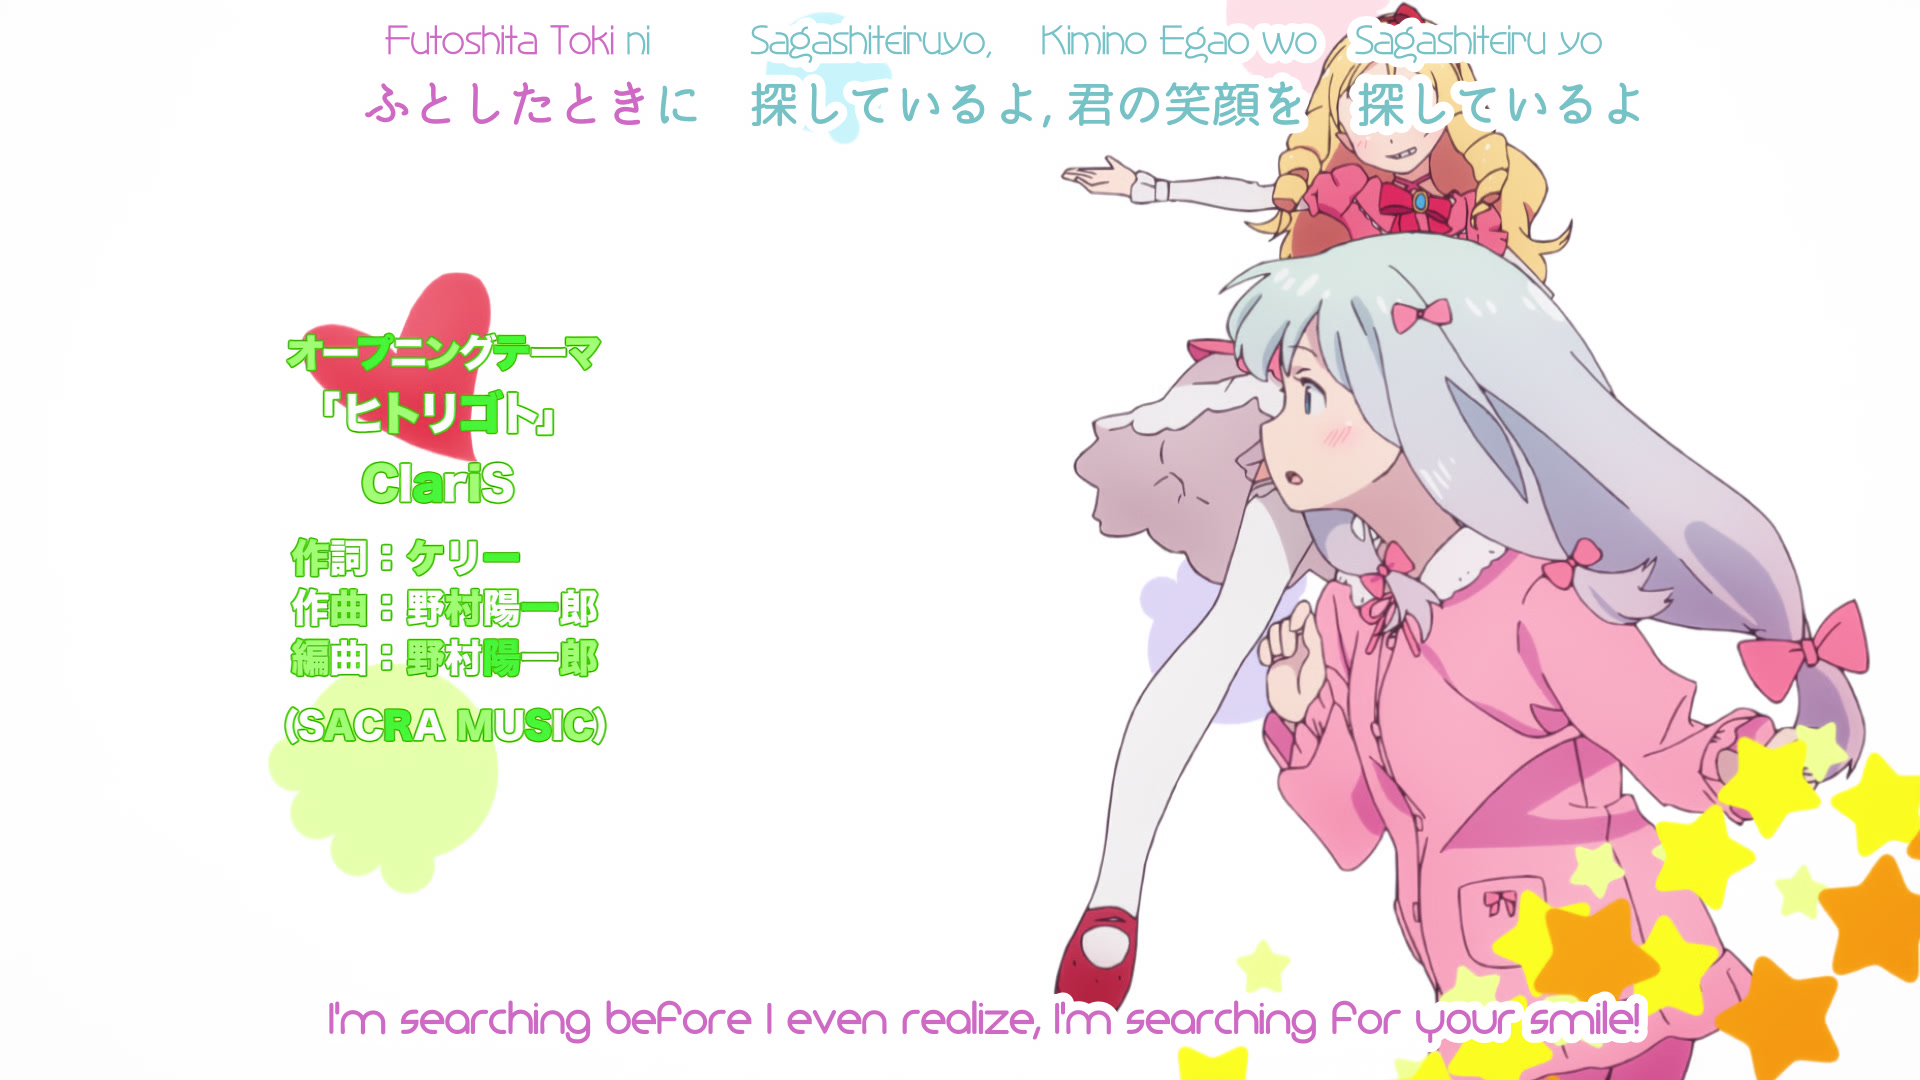 Futoshita Toki ni Sagashiteiruyo, Kimino Egao wo Sagashiteiru yo
ふとしたときに 探しているよ, 君の笑顔を 探しているよ
オープニングテーマ
「ヒトリゴト」
ClariS
作詞：ケリー
作曲：野村陽一郎
編曲：野村陽一郎
(SACRA MUSIC)
I'm searching before I even realize, I'm searching for your smile!